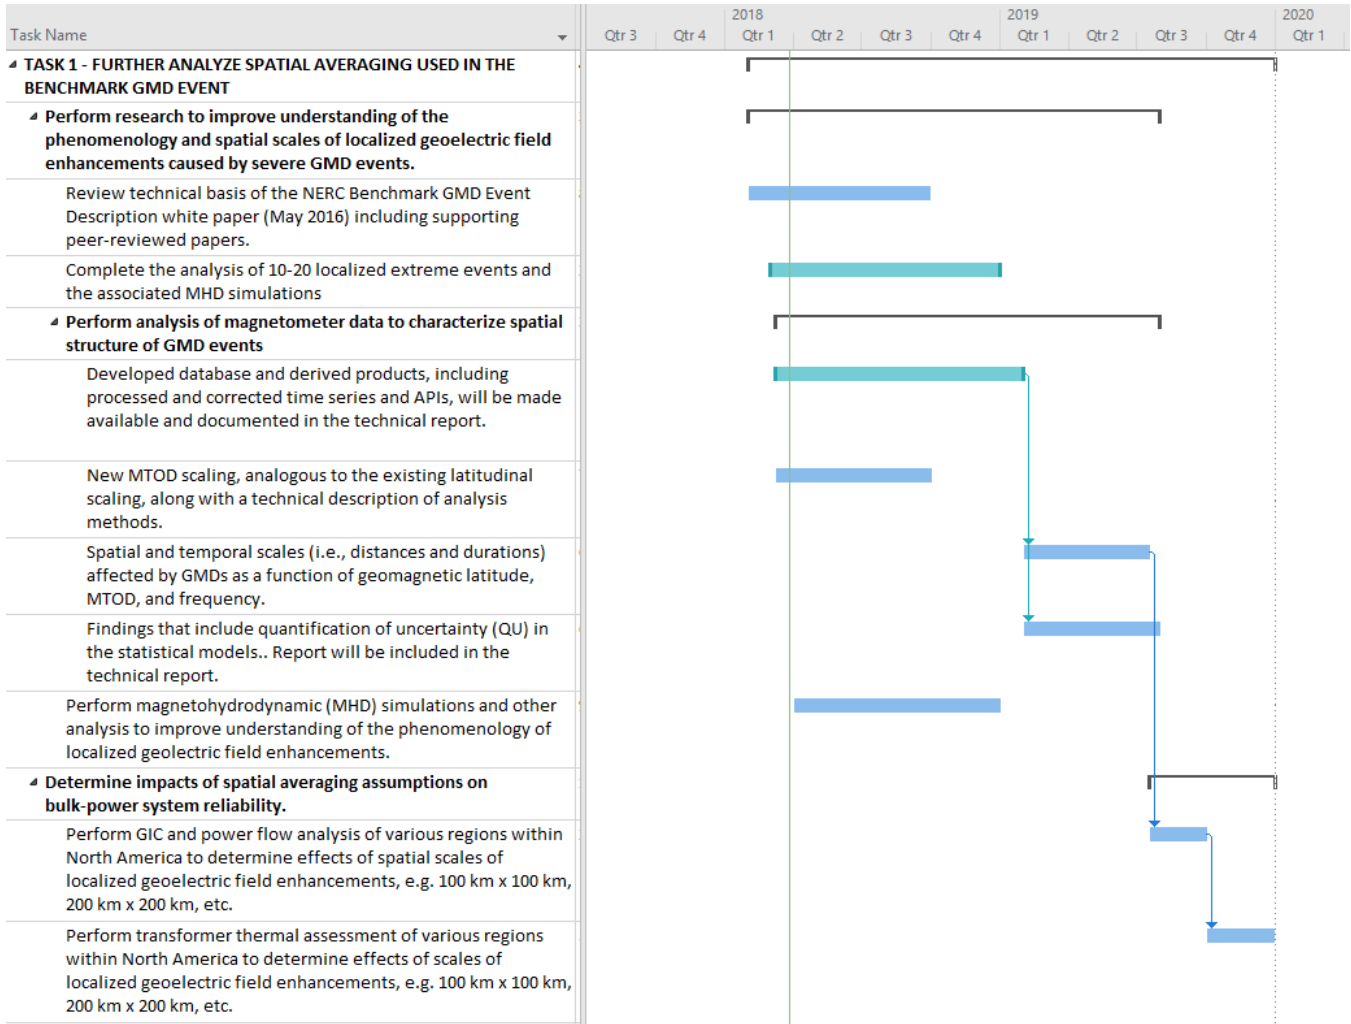 2018 2019 2020
Task Name Qtr 3 Qtr 4 Qtr 1 Qtr 2 Qtr 3 Qtr 4 Qtr 1 Qtr 2 Qtr 3 Qtr 4 Qtr 1
TASK 1 - FURTHER ANALYZE SPATIAL AVERAGING USED IN THE
BENCHMARK GMD EVENT
Perform research to improve understanding of the
phenomenology and spatial scales of localized geoelectric field
enhancements caused by severe GMD events.
Review technical basis of the NERC Benchmark GMD Event
Description white paper (May 2016) including supporting
peer-reviewed papers.
Complete the analysis of 10-20 localized extreme events and
the associated MHD simulations
Perform analysis of magnetometer data to characterize spatial
structure of GMD events
Developed database and derived products, including
processed and corrected time series and APIs, will be made
available and documented in the technical report.
New MTOD scaling, analogous to the existing latitudinal
scaling, along with a technical description of analysis
methods.
Spatial and temporal scales (i.e., distances and durations)
affected by GMDs as a function of geomagnetic latitude,
MTOD, and frequency.
Findings that include quantification of uncertainty (QU) in
the statistical models.. Report will be included in the
technical report.
Perform magnetohydrodynamic (MHD) simulations and other
analysis to improve understanding of the phenomenology of
localized geolectric field enhancements.
Determine impacts of spatial averaging assumptions on
bulk-power system reliability.
Perform GIC and power flow analysis of various regions within
North America to determine effects of spatial scales of
localized geoelectric field enhancements, e.g. 100 km x 100 km,
200 km x 200 km, etc.
Perform transformer thermal assessment of various regions
within North America to determine effects of scales of
localized geoelectric field enhancements, e.g. 100 km x 100 km,
200 km x 200 km, etc.